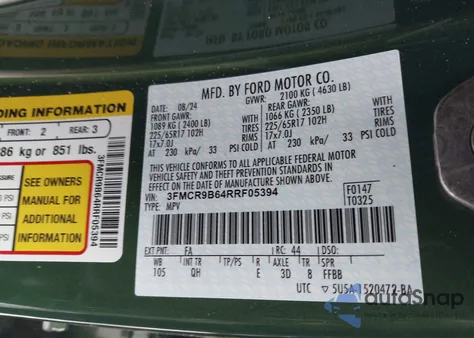 DING INFORMATION
FRONT: 2 REAR: 3
86 kg or 851 lbs.
SEE OWNERS
MANUAL FOR
ADDITIONAL
INFORMATION
3FMCR9B64RRF05394
MFD. BY FORD MOTOR CO.
08/24 GVWR: 2100 KG (4630 LB)
FRONT GAWR: REAR GAWR:
1089 KG (2400 LB) 1066 KG (2350 LB)
225/65R17 102H TIRES 225/65R17 102H TIRES
17x7.0J RIMS 17x7.0J RIMS
AT 230 kPa/ 33 PSI COLD AT 230 kPa/ 33 PSI COLD
THIS VEHICLE CONFORMS TO ALL APPLICABLE FEDERAL MOTOR
VEHICLE SAFETY AND THEFT PREVENTION STANDARDS IN EFFECT
ON THE DATE OF MANUFACTURE SHOWN ABOVE.
VIN: 3FMCR9B64RRF05394 F0147
TYPE: MPV T0325
EXT PNT: FA RC: 44 DSO:
WB INT TR TP/PS R AXLE TR SPR
105 QH E 3D 8 FFBB
UTC 5U5A-1520472-BA
autoSnap